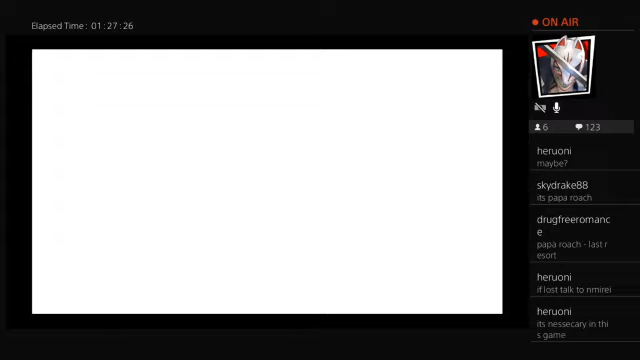 Elapsed Time : 01 : 27 : 26
ON AIR
6 123
heruoni
maybe?
skydrake88
its papa roach
drugfreeromanc
e
papa roach - last r
esort
heruoni
if lost talk to nmirei
heruoni
its nessecary in thi
s game